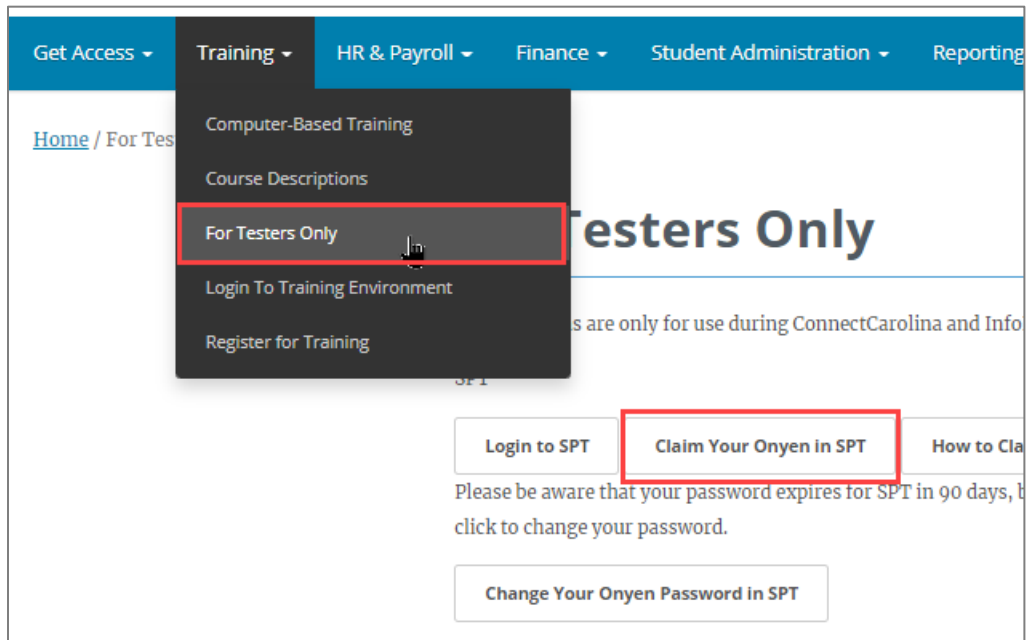 Get Access Training HR & Payroll Finance Student Administration Reporting
Home / For Tes
Computer-Based Training
Course Descriptions
For Testers Only
Login To Training Environment
Register for Training
Testers Only
s are only for use during ConnectCarolina and Info
SPT
Login to SPT Claim Your Onyen in SPT How to Cla
Please be aware that your password expires for SPT in 90 days, b
click to change your password.
Change Your Onyen Password in SPT